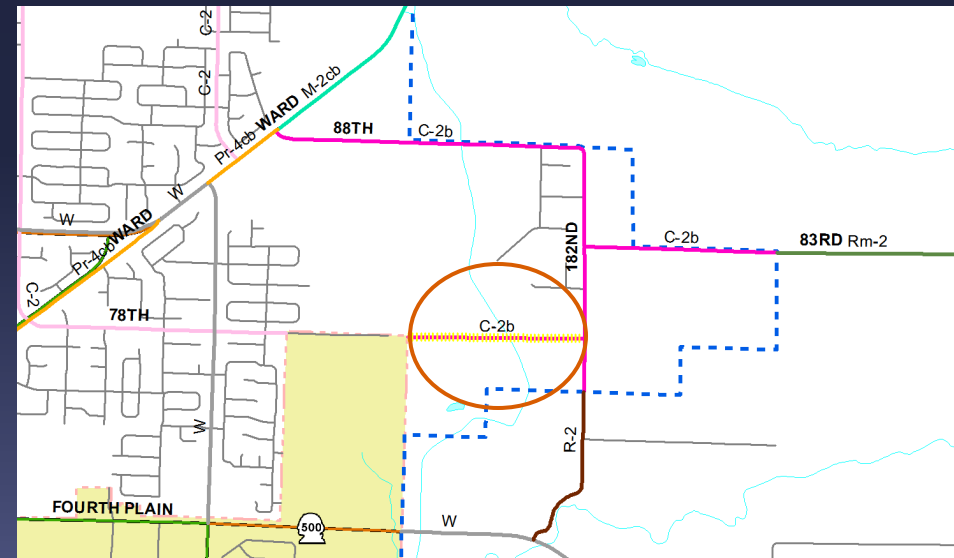 C-2
C-2
WARD M-2cb
Pr-4cb
88TH
C-2b
W
W
WARD
Pr-4cb
182ND
C-2b
83RD Rm-2
C-2
78TH
C-2b
W
R-2
FOURTH PLAIN
500
W